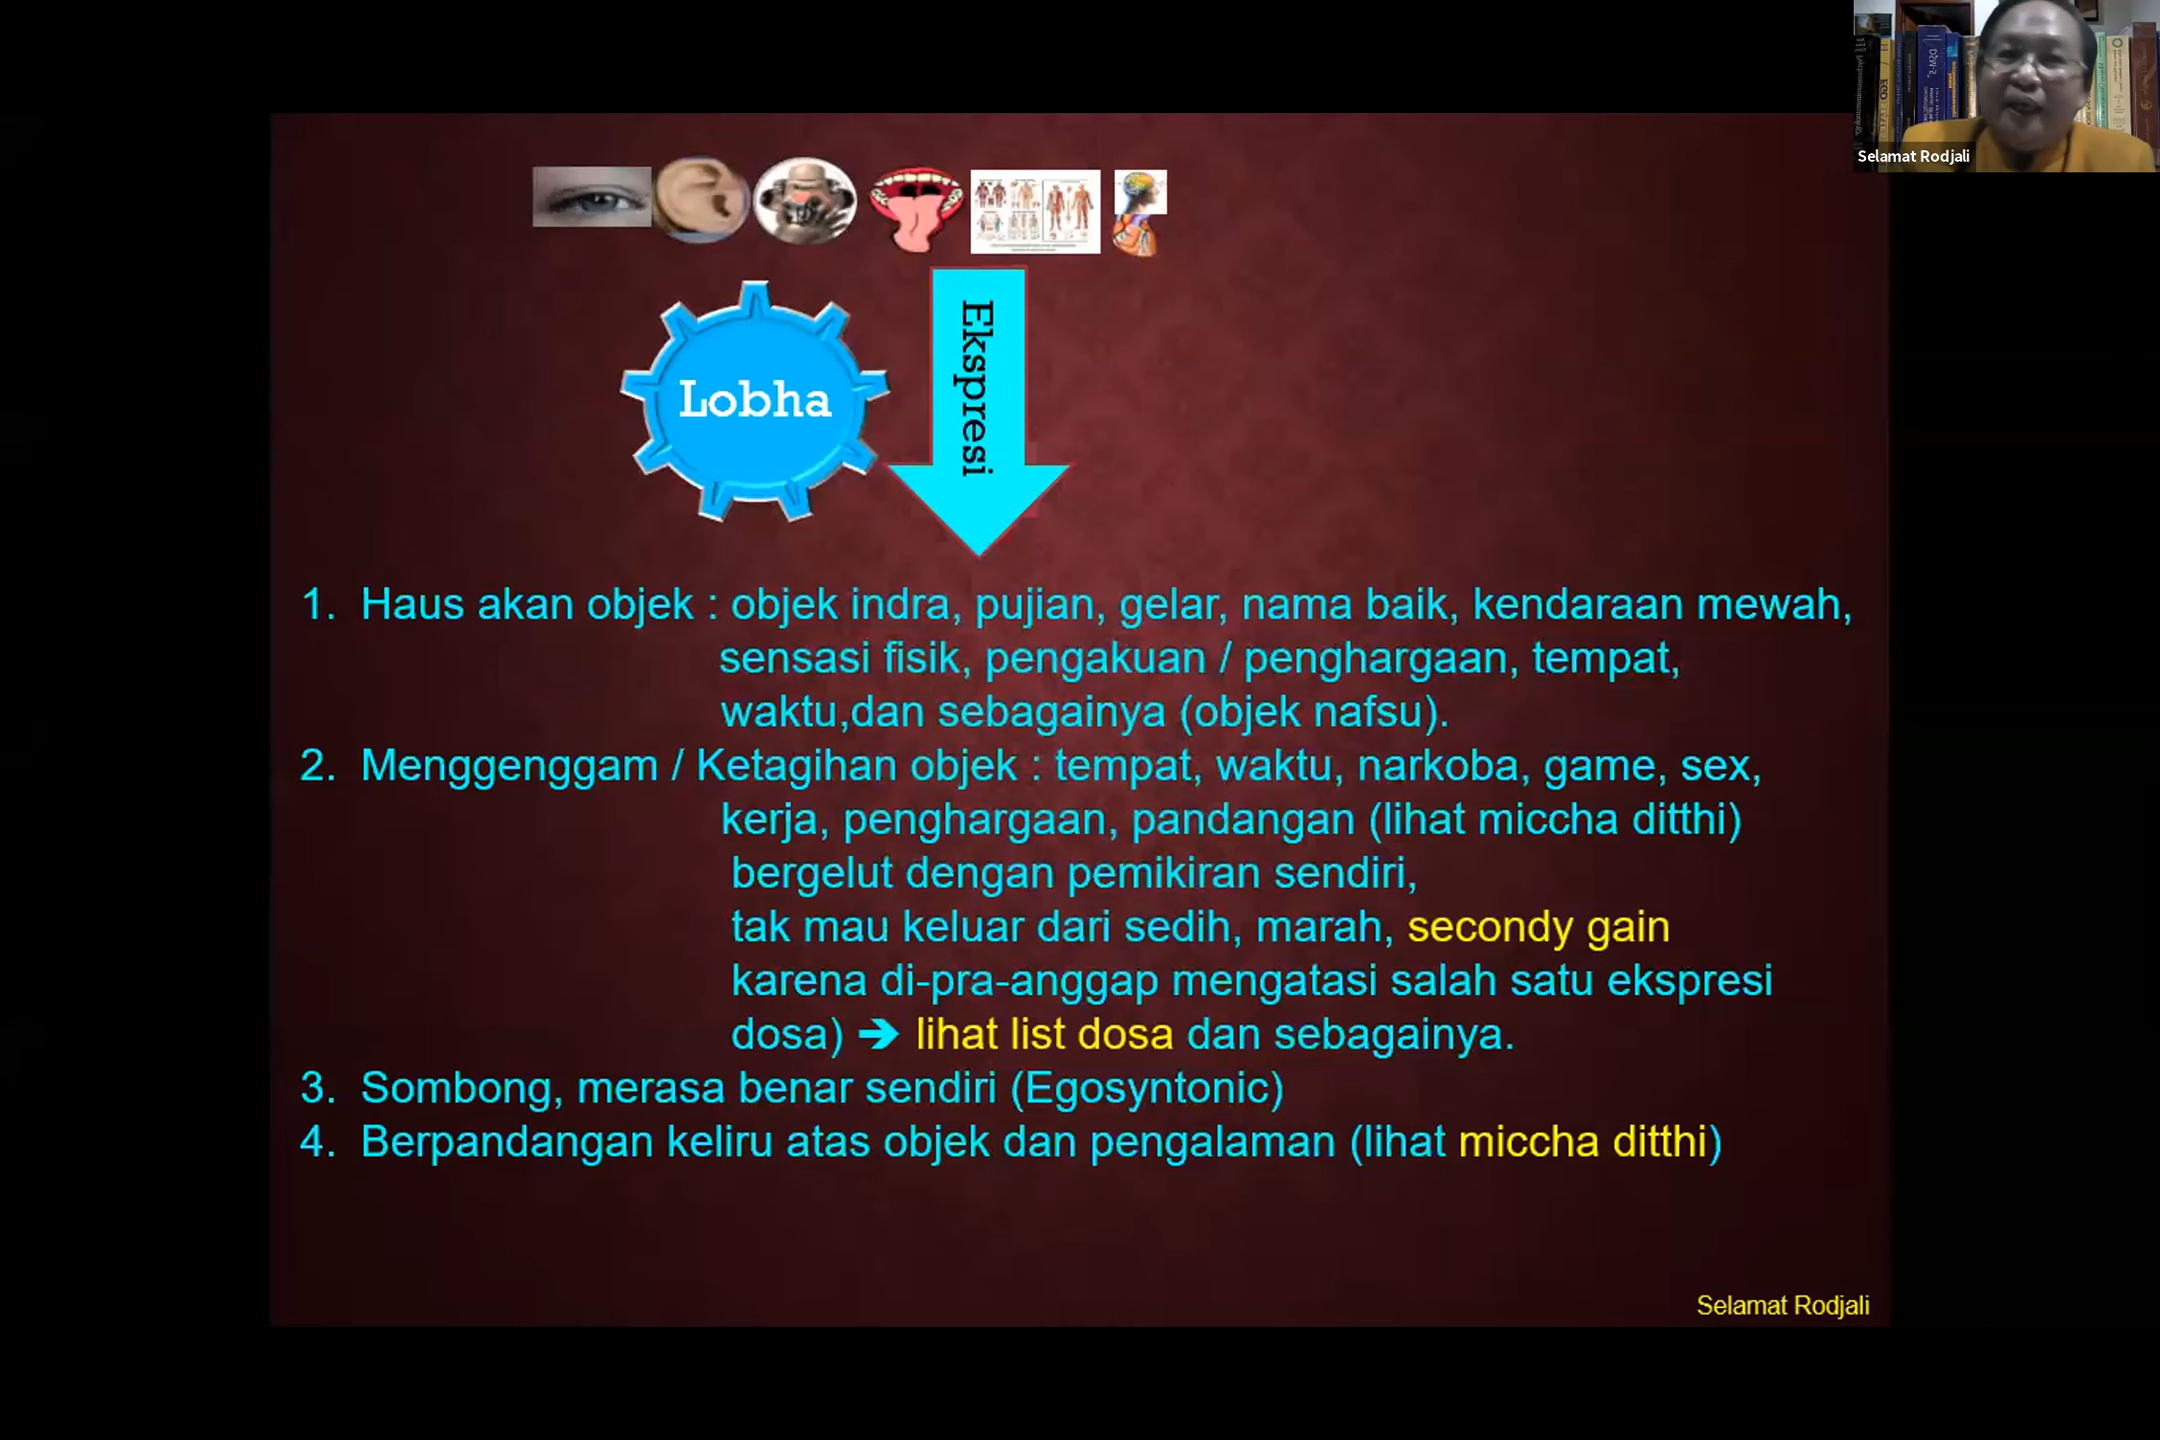 Selamat Rodjali
Lobha
Ekspresi
1. Haus akan objek : objek indra, pujian, gelar, nama baik, kendaraan mewah,
sensasi fisik, pengakuan / penghargaan, tempat,
waktu,dan sebagainya (objek nafsu).
2. Menggenggam / Ketagihan objek : tempat, waktu, narkoba, game, sex,
kerja, penghargaan, pandangan (lihat miccha ditthi)
bergelut dengan pemikiran sendiri,
tak mau keluar dari sedih, marah, secondy gain
karena di-pra-anggap mengatasi salah satu ekspresi
dosa) ➔ lihat list dosa dan sebagainya.
3. Sombong, merasa benar sendiri (Egosyntonic)
4. Berpandangan keliru atas objek dan pengalaman (lihat miccha ditthi)
Selamat Rodjali